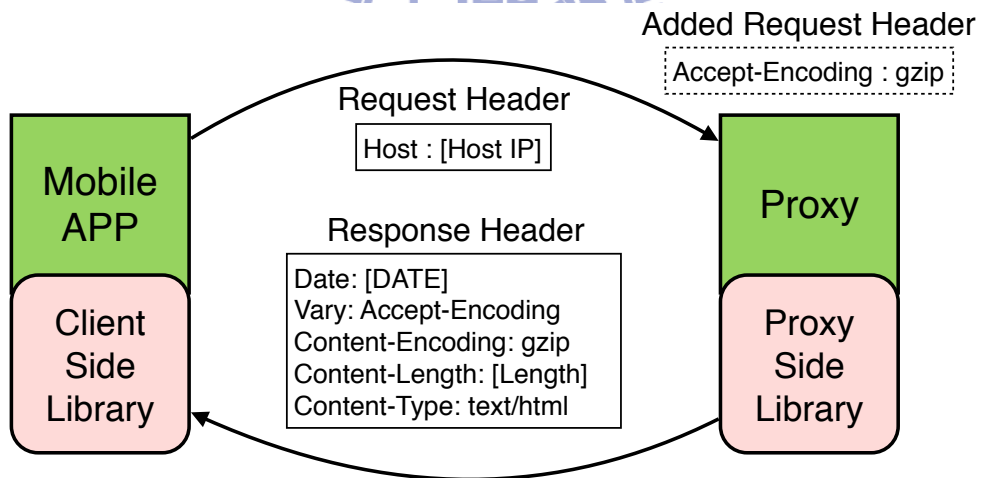 Added Request Header
Accept-Encoding : gzip
Request Header
Host : [Host IP]
Mobile
APP
Proxy
Response Header
Date: [DATE]
Vary: Accept-Encoding
Content-Encoding: gzip
Content-Length: [Length]
Content-Type: text/html
Client
Side
Library
Proxy
Side
Library